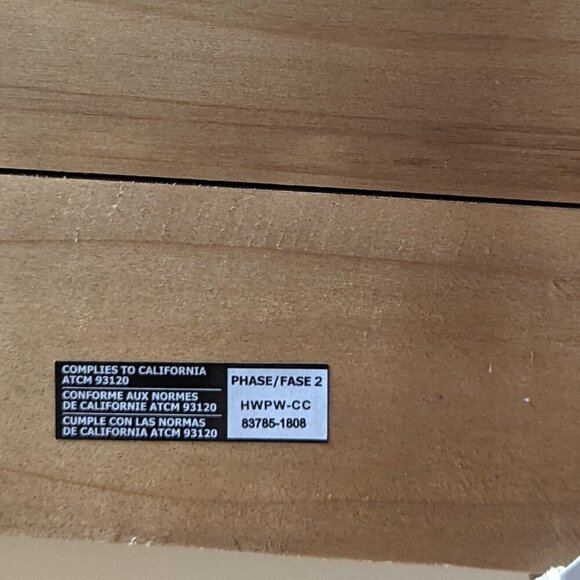 COMPLIES TO CALIFORNIA
ATCM 93120
CONFORME AUX NORMES
DE CALIFORNIE ATCM 93120
CUMPLE CON LAS NORMAS
DE CALIFORNIA ATCM 93120
PHASE/FASE 2
HWPW-CC
83785-1808